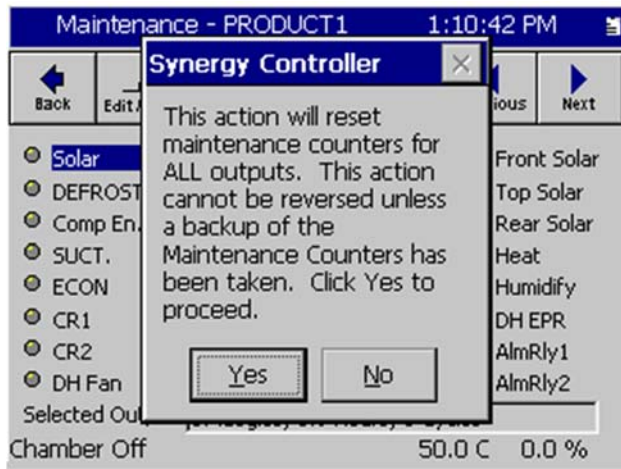 Maintenance - PRODUCT1 1:10:42 PM
Synergy Controller
Back Edit ious Next
This action will reset
maintenance counters for
ALL outputs. This action
cannot be reversed unless
a backup of the
Maintenance Counters has
been taken. Click Yes to
proceed.
Yes No
Solar Front Solar
DEFROST Top Solar
Comp En. Rear Solar
SUCT. Heat
ECON Humidify
CR1 DH EPR
CR2 AlmRly1
DH Fan AlmRly2
Selected Ou
Chamber Off 50.0 C 0.0 %